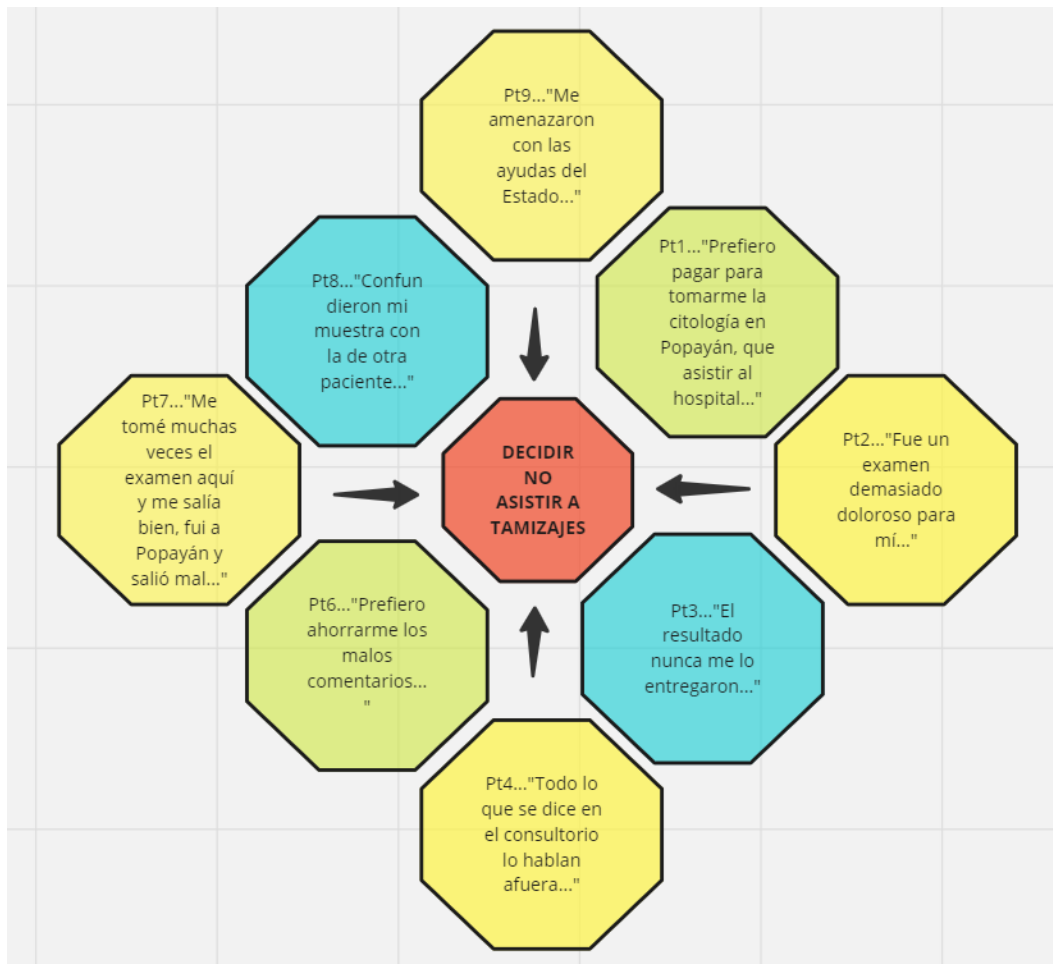 Pt9..."Me
amenazaron
con las
ayudas del
Estado..."
Pt8..."Confun
dieron mi
muestra con
la de otra
paciente..."
Pt1..."Prefiero
pagar para
tomarme la
citología en
Popayán, que
asistir al
hospital..."
Pt7..."Me
tomé muchas
veces el
examen aquí
y me salía
bien, fui a
Popayán y
salió mal..."
DECIDIR
NO
ASISTIR A
TAMIZAJES
Pt2..."Fue un
examen
demasiado
doloroso para
mí..."
Pt6..."Prefiero
ahorrarme los
malos
comentarios...
"
Pt3..."El
resultado
nunca me lo
entregaron..."
Pt4..."Todo lo
que se dice en
el consultorio
lo hablan
afuera..."